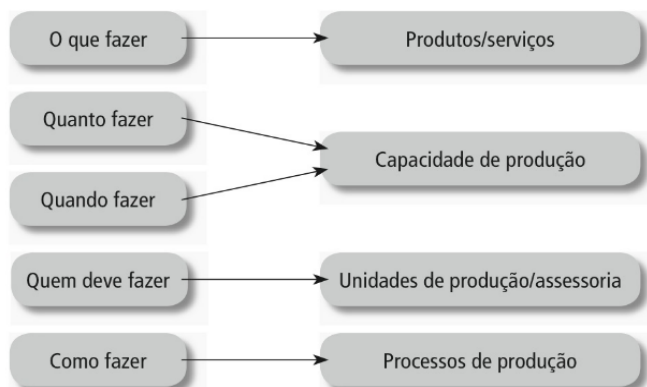 O que fazer
Produtos/serviços
Quanto fazer
Capacidade de produção
Quando fazer
Quem deve fazer
Unidades de produção/assessoria
Como fazer
Processos de produção